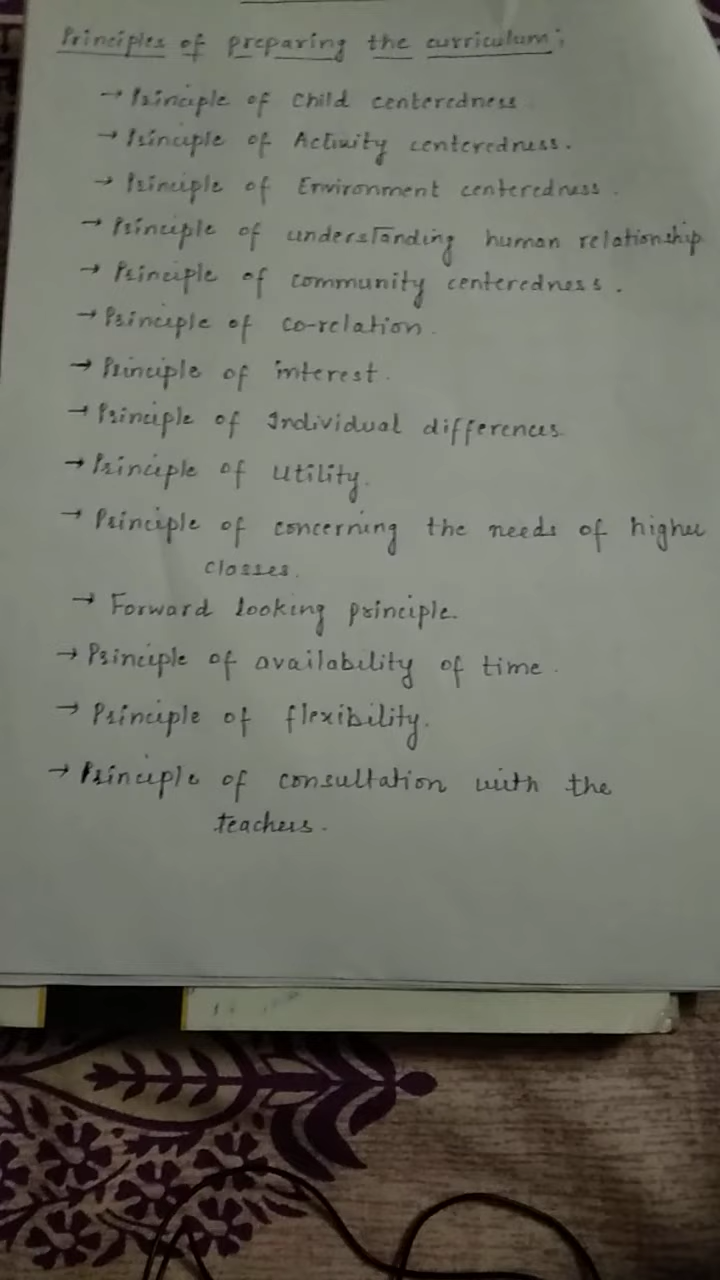 Principles of preparing the curriculum:
→ Principle of child centeredness
→ Principle of Activity centeredness.
→ Principle of Environment centeredness.
→ Principle of understanding human relationship
→ Principle of community centeredness.
→ Principle of co-relation.
→ Principle of interest.
→ Principle of Individual differences
→ Principle of Utility.
→ Principle of concerning the needs of higher
classes.
→ Forward looking principle.
→ Principle of availability of time.
→ Principle of flexibility.
→ Principle of consultation with the
teachers.